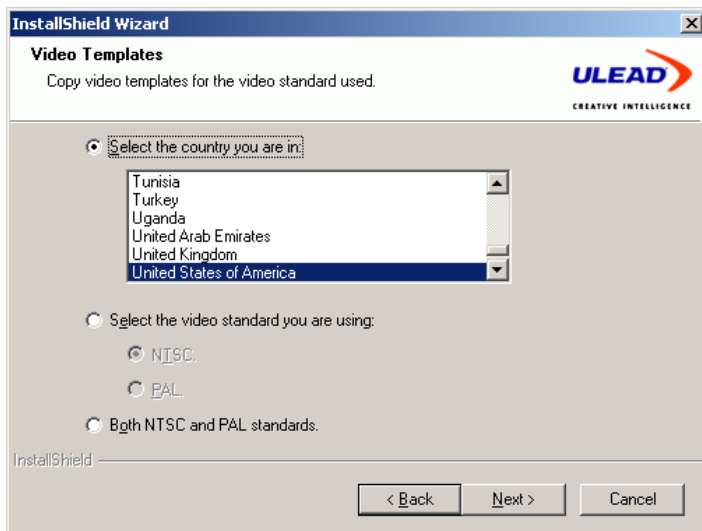 InstallShield Wizard
Video Templates
Copy video templates for the video standard used.
ULEAD
CREATIVE INTELLIGENCE
Select the country you are in:
Tunisia
Turkey
Uganda
United Arab Emirates
United Kingdom
United States of America
Select the video standard you are using:
NTSC.
PAL.
Both NTSC and PAL standards.
InstallShield
< Back Next > Cancel